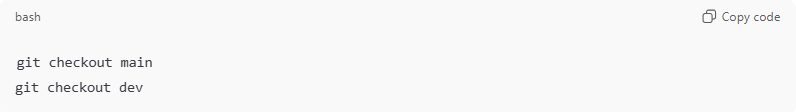 bash
Copy code
git checkout main
git checkout dev